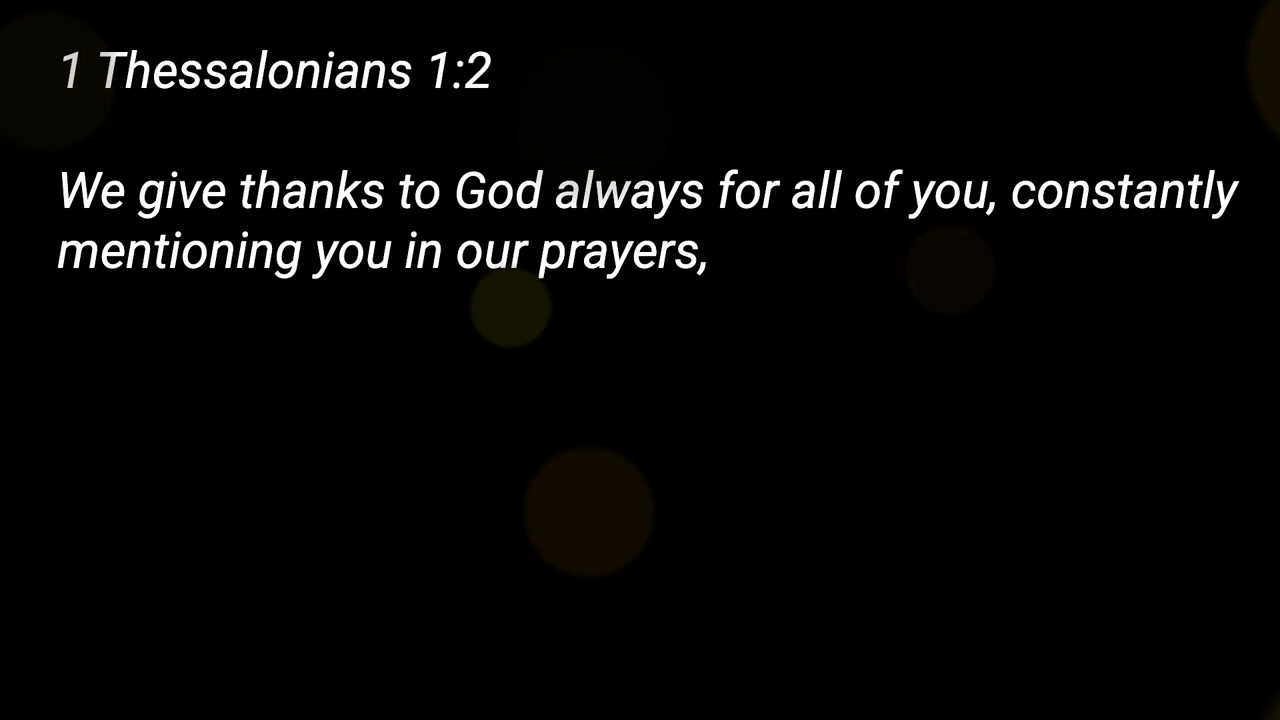 1 Thessalonians 1:2
We give thanks to God always for all of you, constantly
mentioning you in our prayers,